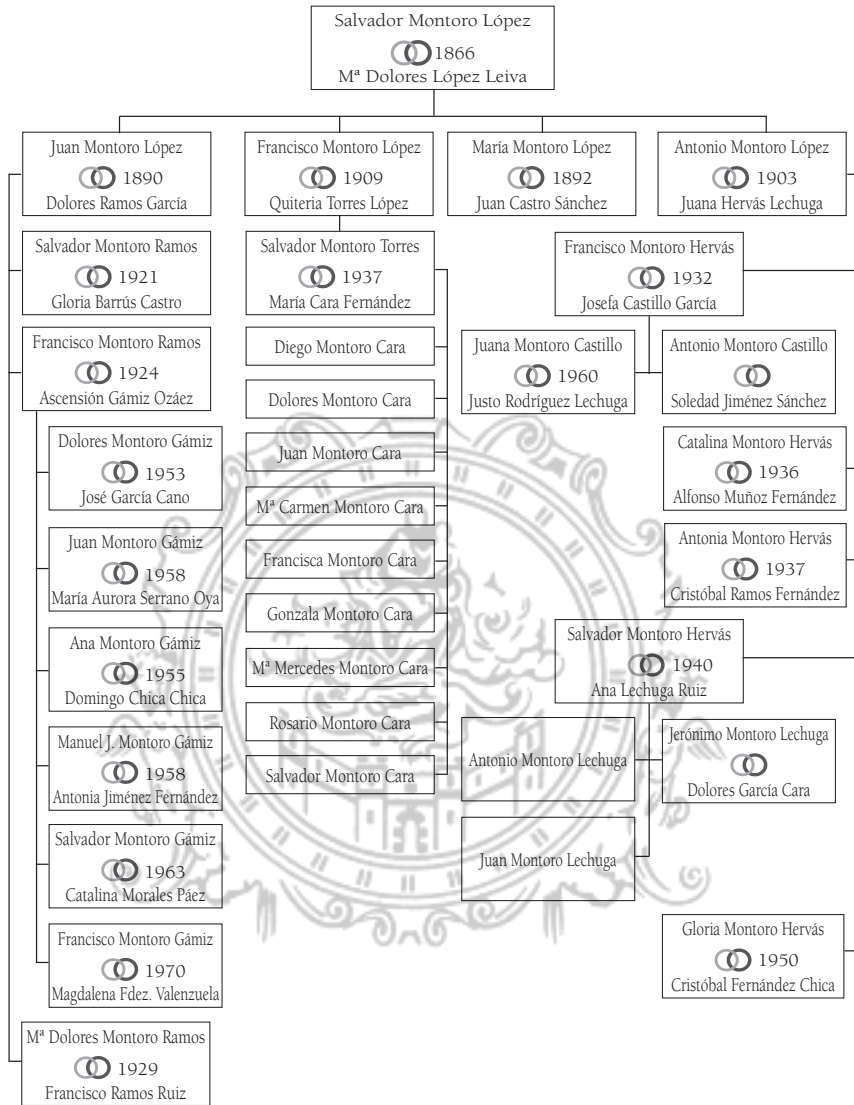 Salvador Montoro López
1866
Mª Dolores López Leiva
Juan Montoro López
1890
Dolores Ramos García
Francisco Montoro López
1909
Quiteria Torres López
María Montoro López
1892
Juan Castro Sánchez
Antonio Montoro López
1903
Juana Hervás Lechuga
Salvador Montoro Ramos
1921
Gloria Barrús Castro
Francisco Montoro Ramos
1924
Ascensión Gámiz Ozáez
Dolores Montoro Gámiz
1953
José García Cano
Juan Montoro Gámiz
1958
María Aurora Serrano Oya
Ana Montoro Gámiz
1955
Domingo Chica Chica
Manuel J. Montoro Gámiz
1958
Antonia Jiménez Fernández
Salvador Montoro Gámiz
1963
Catalina Morales Páez
Francisco Montoro Gámiz
1970
Magdalena Fdez. Valenzuela
Mª Dolores Montoro Ramos
1929
Francisco Ramos Ruiz
Salvador Montoro Torres
1937
María Cara Fernández
Diego Montoro Cara
Dolores Montoro Cara
Juan Montoro Cara
Mª Carmen Montoro Cara
Francisca Montoro Cara
Gonzala Montoro Cara
Mª Mercedes Montoro Cara
Rosario Montoro Cara
Salvador Montoro Cara
Francisco Montoro Hervás
1932
Josefa Castillo García
Juana Montoro Castillo
1960
Justo Rodríguez Lechuga
Antonio Montoro Castillo
Soledad Jiménez Sánchez
Catalina Montoro Hervás
1936
Alfonso Muñoz Fernández
Antonia Montoro Hervás
1937
Cristóbal Ramos Fernández
Salvador Montoro Hervás
1940
Ana Lechuga Ruiz
Antonio Montoro Lechuga
Jerónimo Montoro Lechuga
Dolores García Cara
Juan Montoro Lechuga
Gloria Montoro Hervás
1950
Cristóbal Fernández Chica